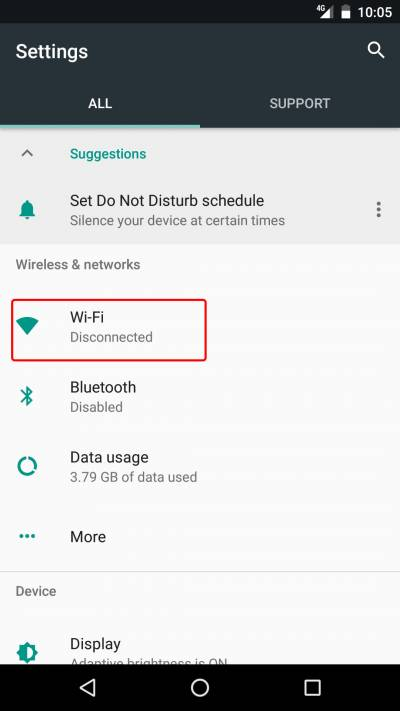 4G 10:05
Settings
ALL SUPPORT
Suggestions
Set Do Not Disturb schedule
Silence your device at certain times
Wireless & networks
Wi-Fi
Disconnected
Bluetooth
Disabled
Data usage
3.79 GB of data used
More
Device
Display
Adaptive brightness is ON